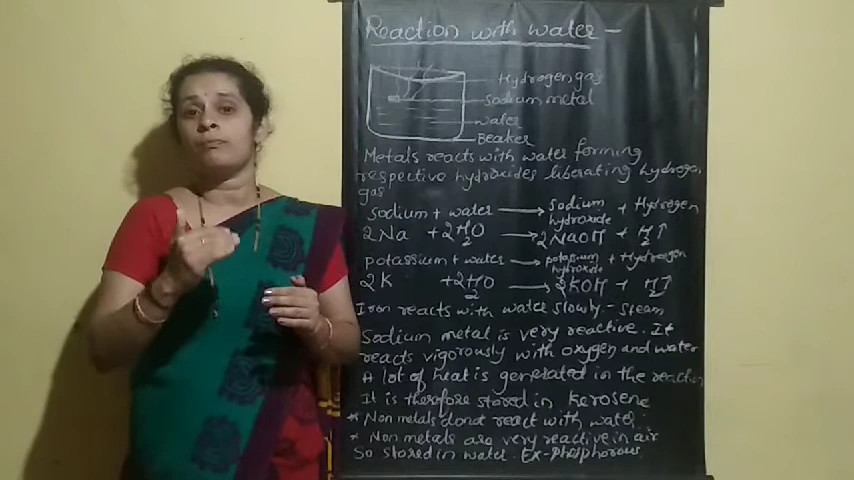 Reaction with water -
Hydrogen gas
Sodium metal
water
Beaker
Metals reacts with water forming
respective hydroxides liberating hydrogen
gas
Sodium + water → Sodium hydroxide + Hydrogen
2Na + 2H2O → 2NaOH + H2↑
potassium + water → potassium hydroxide + Hydrogen
2K + 2H2O → 2KOH + H2↑
Iron reacts with water slowly - steam
Sodium metal is very reactive. It
reacts vigorously with oxygen and water
A lot of heat is generated in the reaction
It is therefore stored in kerosene
* Non metals donot react with water.
* Non metals are very reactive in air
So stored in water. Ex-phosphorous